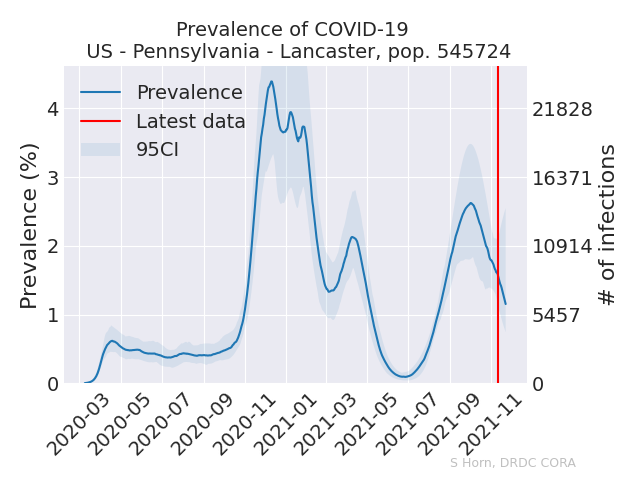 Prevalence of COVID-19
US - Pennsylvania - Lancaster, pop. 545724
Prevalence
Latest data
95CI
Prevalence (%)
4
3
2
1
0
21828
16371
10914
5457
0
# of infections
2020-03
2020-05
2020-07
2020-09
2020-11
2021-01
2021-03
2021-05
2021-07
2021-09
2021-11
S Horn, DRDC CORA